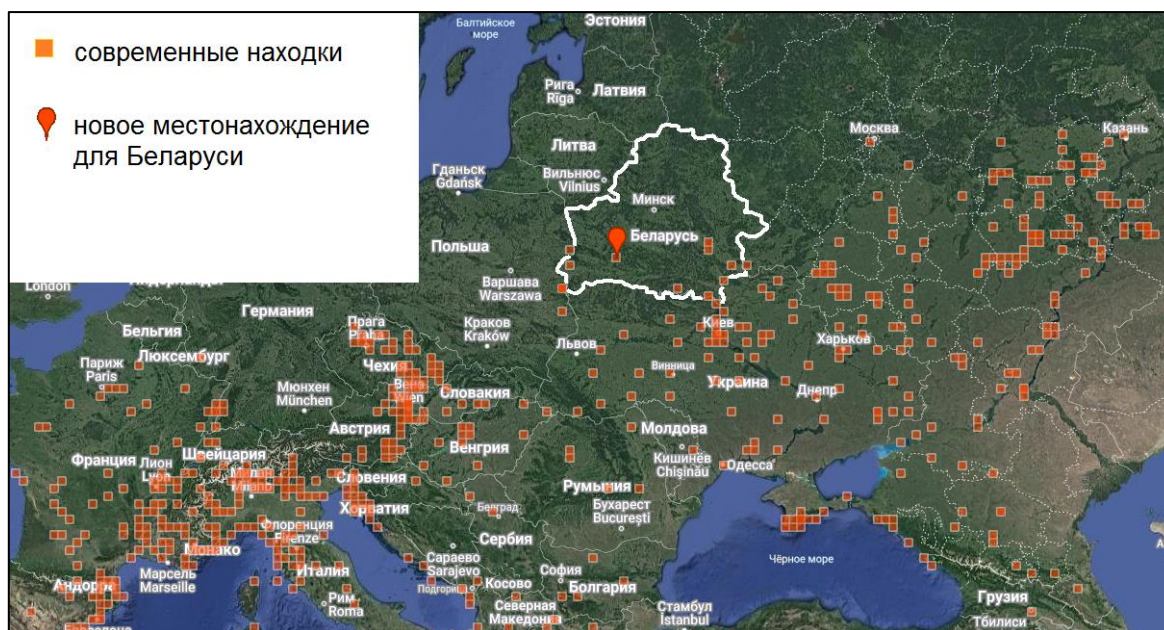 современные находки
новое местонахождение
для Беларуси
Балтийское
море
Эстония
Рига
Rīga
Латвия
Москва
Казань
Литва
Вильнюс
Vilnius
Гданьск
Gdańsk
Минск
Беларусь
Польша
Варшава
Warszawa
London
Германия
Бельгия
Прага
Краков
Kraków
Киев
Львов
Харьков
Люксембург
Париж
Paris
Чехия
Винница
Мюнхен
München
Словакия
Украина
Днепр
Австрия
Венгрия
Молдова
Кишинёв
Chișinău
Одесса
Франция
Швейцария
Лион
Словения
Румыния
Хорватия
Белград
Бухарест
București
Флоренция
Firenze
Сербия
Монако
Сараево
Sarajevo
Чёрное море
Марсель
Marseille
Италия
София
Косово
Болгария
Рим
Roma
Северная
Македония
Стамбул
İstanbul
Грузия
Тбилиси